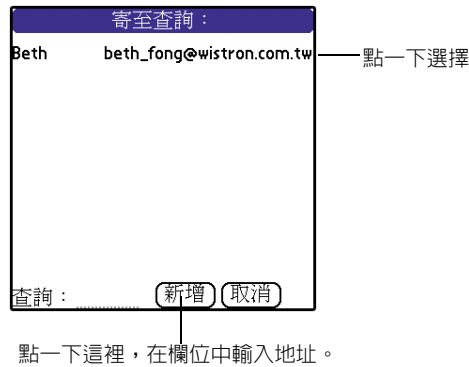 寄至查詢：
Beth beth_fong@wistron.com.tw
點一下選擇
查詢： 新增 取消
點一下這裡，在欄位中輸入地址。